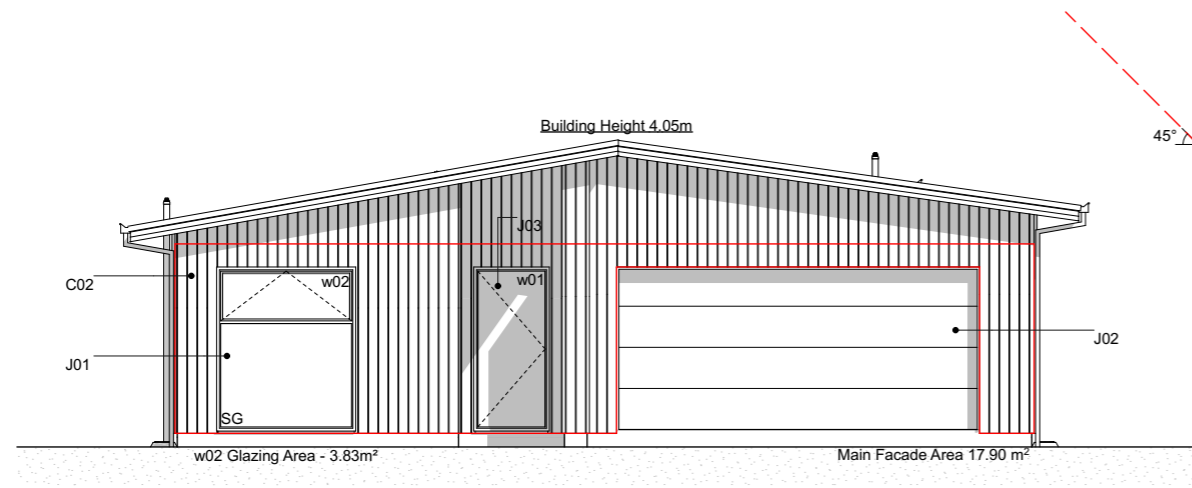 Building Height 4.05m
45°
J03
w02
w01
C02
J02
J01
SG
w02 Glazing Area - 3.83m²
Main Facade Area 17.90 m²